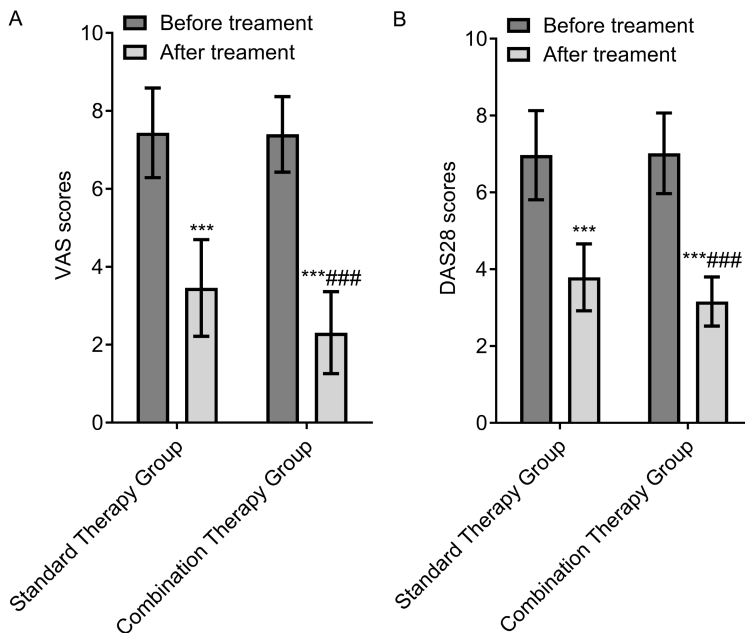 A
Before treament
After treament
10
8
6
4
2
0
VAS scores
***
***###
Standard Therapy Group
Combination Therapy Group
B
Before treament
After treament
10
8
6
4
2
0
DAS28 scores
***
***###
Standard Therapy Group
Combination Therapy Group